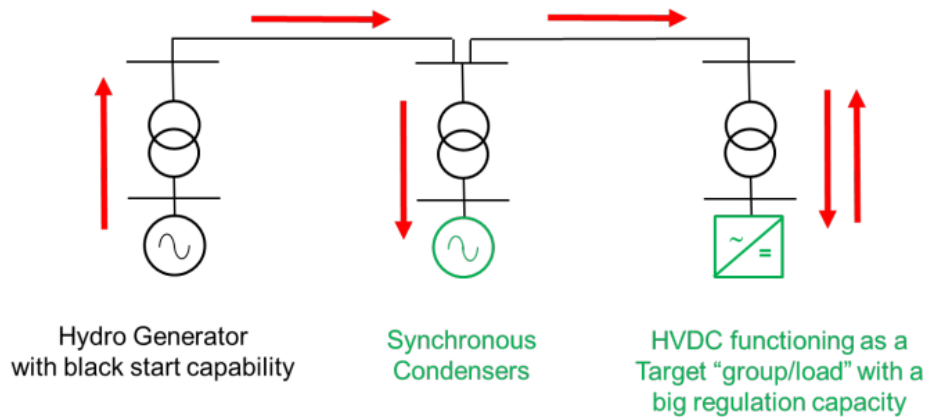 Hydro Generator
with black start capability
Synchronous
Condensers
HVDC functioning as a
Target “group/load” with a
big regulation capacity